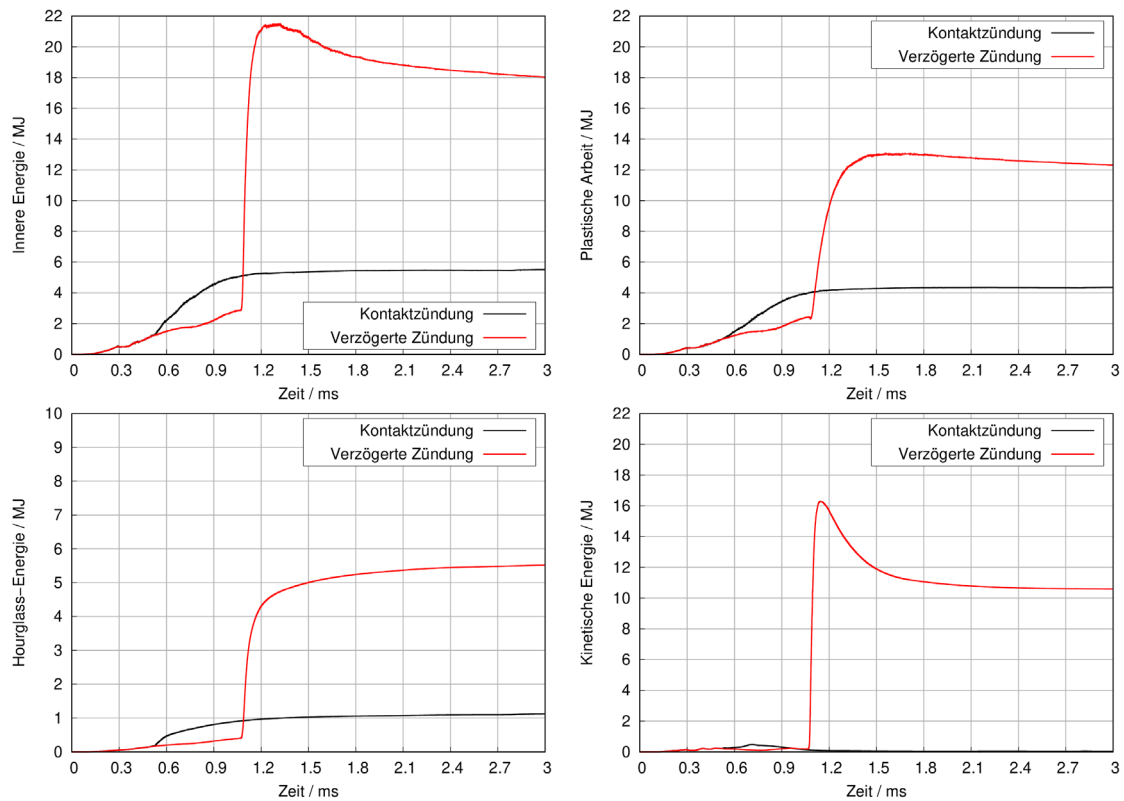 22
20
18
16
14
12
10
8
6
4
2
0
Innere Energie / MJ
Kontaktzündung
Verzögerte Zündung
0 0.3 0.6 0.9 1.2 1.5 1.8 2.1 2.4 2.7 3
Zeit / ms
22
20
18
16
14
12
10
8
6
4
2
0
Plastische Arbeit / MJ
Kontaktzündung
Verzögerte Zündung
0 0.3 0.6 0.9 1.2 1.5 1.8 2.1 2.4 2.7 3
Zeit / ms
10
9
8
7
6
5
4
3
2
1
0
Hourglass−Energie / MJ
Kontaktzündung
Verzögerte Zündung
0 0.3 0.6 0.9 1.2 1.5 1.8 2.1 2.4 2.7 3
Zeit / ms
22
20
18
16
14
12
10
8
6
4
2
0
Kinetische Energie / MJ
Kontaktzündung
Verzögerte Zündung
0 0.3 0.6 0.9 1.2 1.5 1.8 2.1 2.4 2.7 3
Zeit / ms